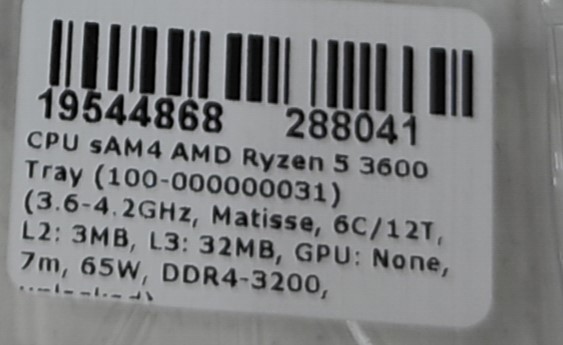 19544868 288041
CPU sAM4 AMD Ryzen 5 3600
Tray (100-000000031)
(3.6-4.2GHz, Matisse, 6C/12T,
L2: 3MB, L3: 32MB, GPU: None,
7m, 65W, DDR4-3200,